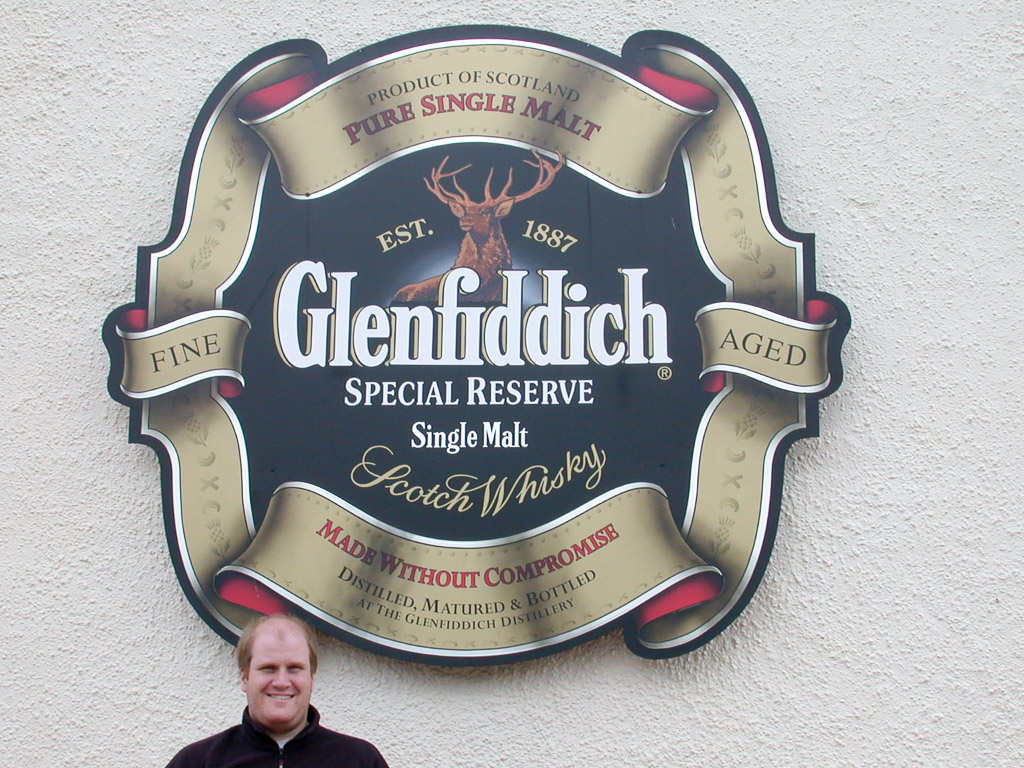 PRODUCT OF SCOTLAND
PURE SINGLE MALT
EST. 1887
Glenfiddich®
FINE
AGED
SPECIAL RESERVE
Single Malt
Scotch Whisky
MADE WITHOUT COMPROMISE
DISTILLED, MATURED & BOTTLED
AT THE GLENFIDDICH DISTILLERY